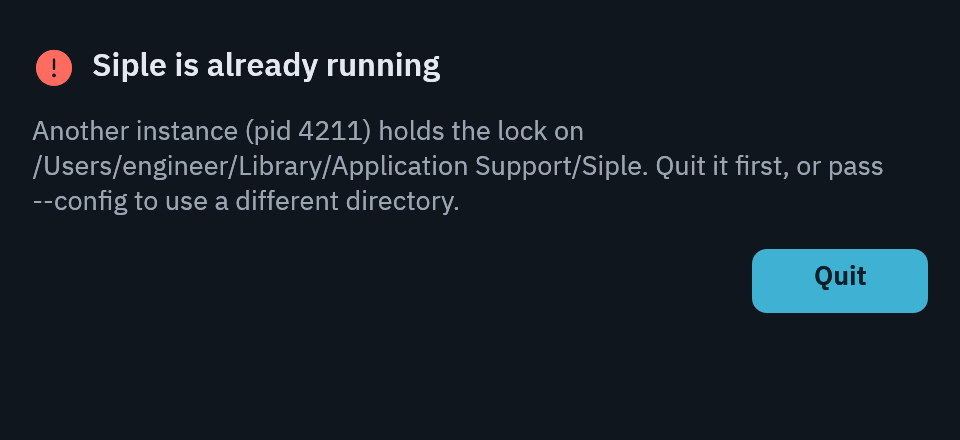 Siple is already running
Another instance (pid 4211) holds the lock on
/Users/engineer/Library/Application Support/Siple. Quit it first, or pass
--config to use a different directory.
Quit